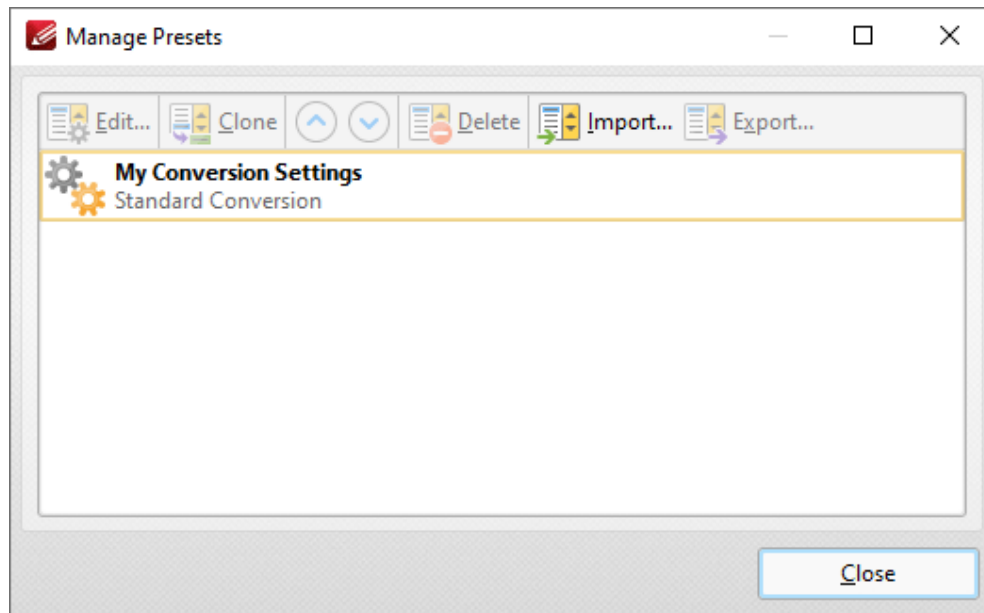 Manage Presets
Edit... Clone Delete Import... Export...
My Conversion Settings
Standard Conversion
Close